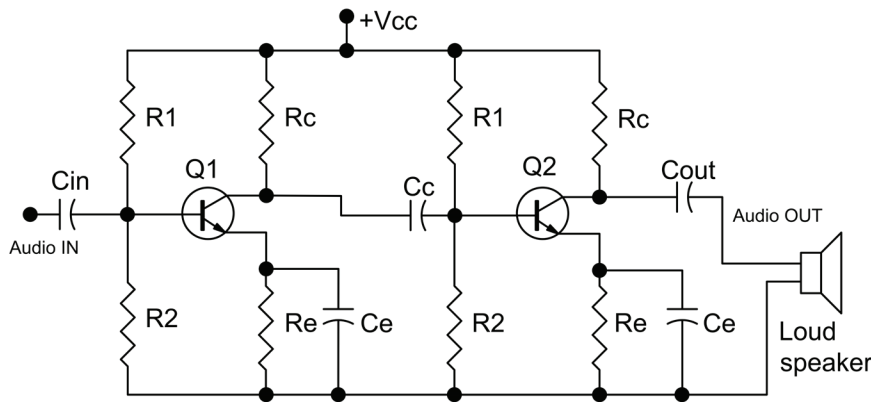 +Vcc
R1
Rc
R1
Rc
Q1
Q2
Cin
Cc
Cout
Audio IN
Audio OUT
R2
Re
Ce
R2
Re
Ce
Loud
speaker